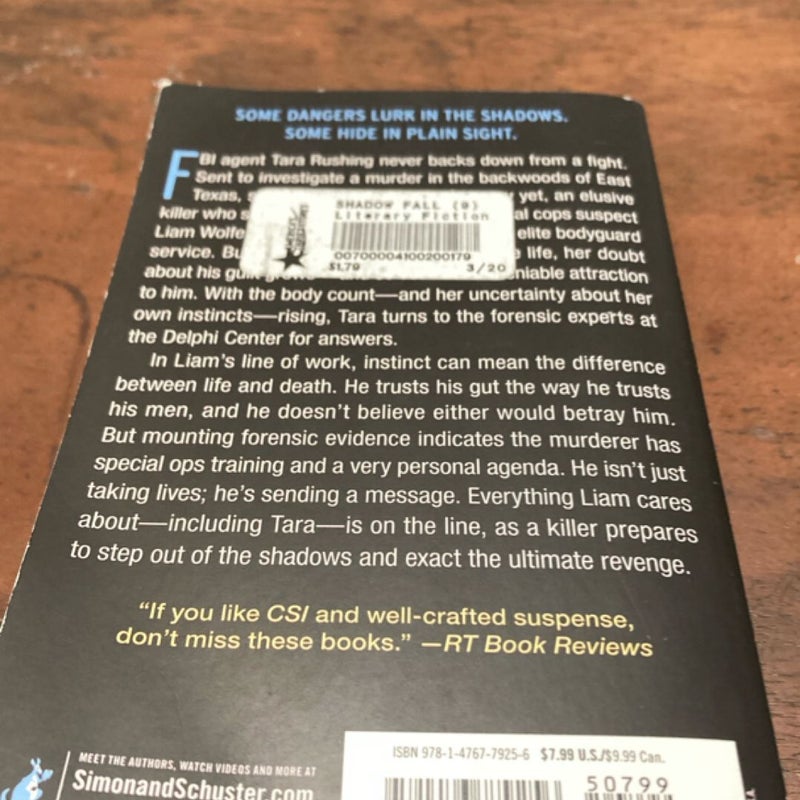 SOME DANGERS LURK IN THE SHADOWS.
SOME HIDE IN PLAIN SIGHT.
FBI agent Tara Rushing never backs down from a fight.
Sent to investigate a murder in the backwoods of East
Texas, yet, an elusive
killer who cops suspect
Liam Wolfe elite bodyguard
service. life, her doubt
about his attraction
to him. With the body count—and her uncertainty about her
own instincts—rising, Tara turns to the forensic experts at
the Delphi Center for answers.
SHADOW FALL (9)
Literary Fiction
00700004100200179
$1.79 3/20
In Liam's line of work, instinct can mean the difference
between life and death. He trusts his gut the way he trusts
his men, and he doesn't believe either would betray him.
But mounting forensic evidence indicates the murderer has
special ops training and a very personal agenda. He isn't just
taking lives; he's sending a message. Everything Liam cares
about—including Tara—is on the line, as a killer prepares
to step out of the shadows and exact the ultimate revenge.
"If you like CSI and well-crafted suspense,
don't miss these books." —RT Book Reviews
MEET THE AUTHORS, WATCH VIDEOS AND MORE AT
SimonandSchuster.com
ISBN 978-1-4767-7925-6 $7.99 U.S./$9.99 Can.
50799